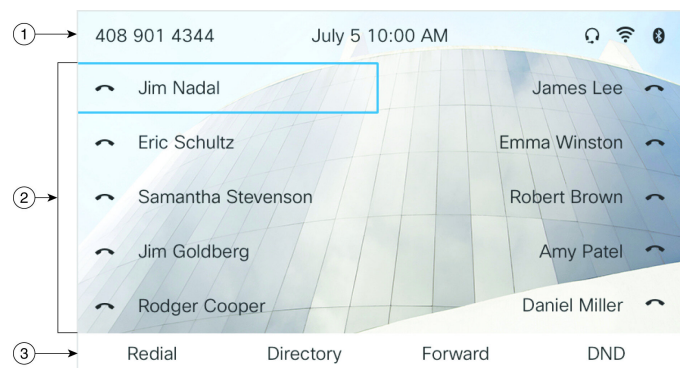 1
408 901 4344 July 5 10:00 AM
2
Jim Nadal James Lee
Eric Schultz Emma Winston
Samantha Stevenson Robert Brown
Jim Goldberg Amy Patel
Rodger Cooper Daniel Miller
3
Redial Directory Forward DND